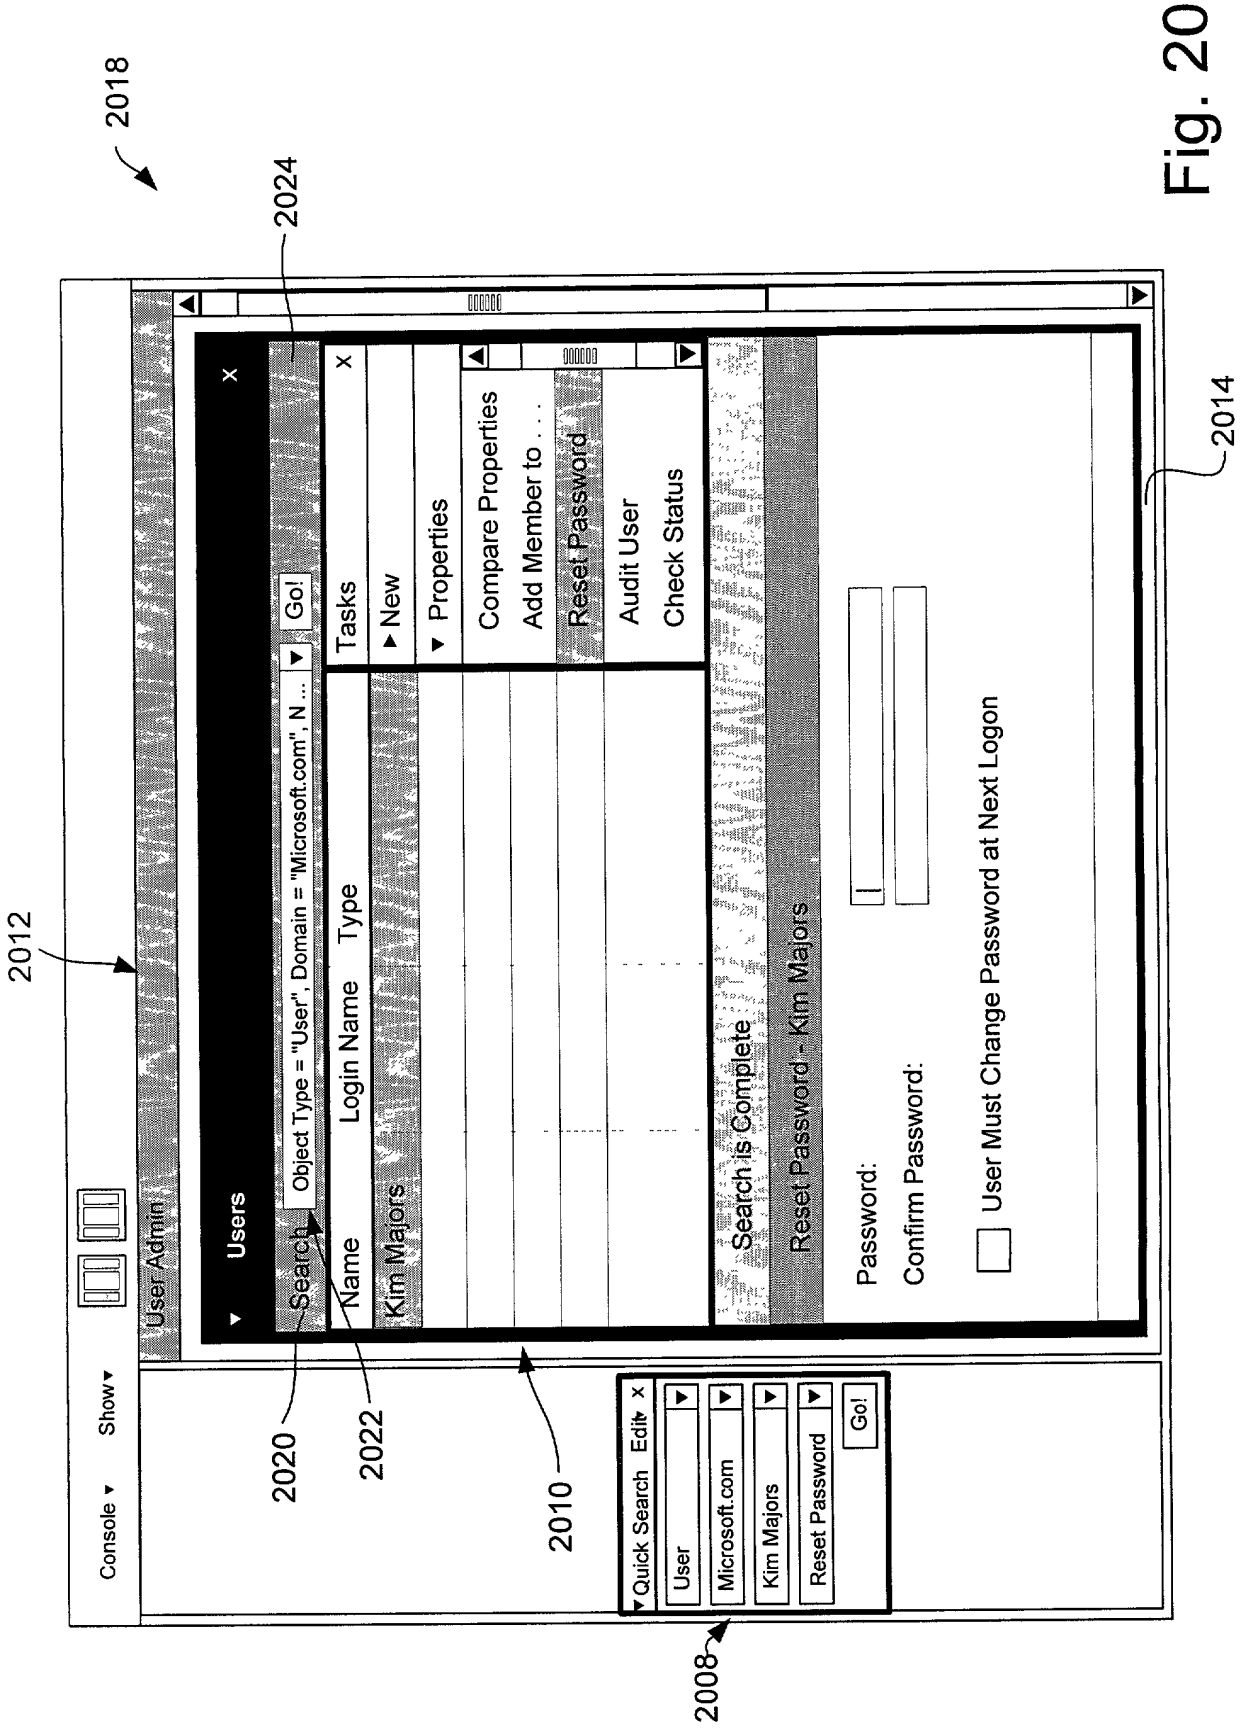 2018
2012
Console ▾ Show ▾
User Admin
▾ Users X
2024
2020
Search Object Type = "User", Domain = "Microsoft.com", N ... ▾ Go!
2022
Name Login Name Type
Kim Majors
Tasks X
▸ New
▾ Properties
Compare Properties
Add Member to . . . .
Reset Password
Audit User
Check Status
2010
Search is Complete
Reset Password - Kim Majors
Password:
Confirm Password:
User Must Change Password at Next Logon
2008
▾ Quick Search Edit▾ X
User
Microsoft.com
Kim Majors
Reset Password
Go!
2014
Fig. 20